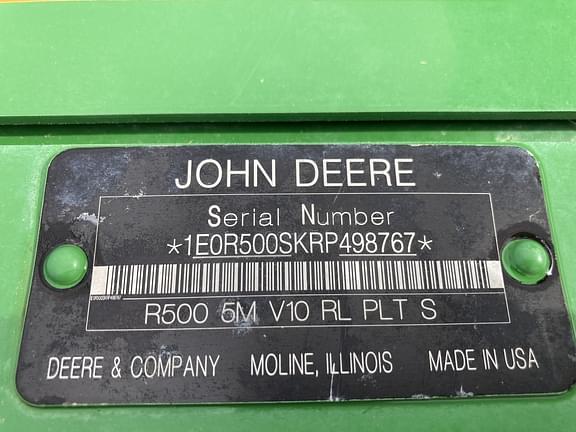 JOHN DEERE
Serial Number
*1E0R500SKRP498767*
R500 5M V10 RL PLT S
DEERE & COMPANY MOLINE, ILLINOIS MADE IN USA